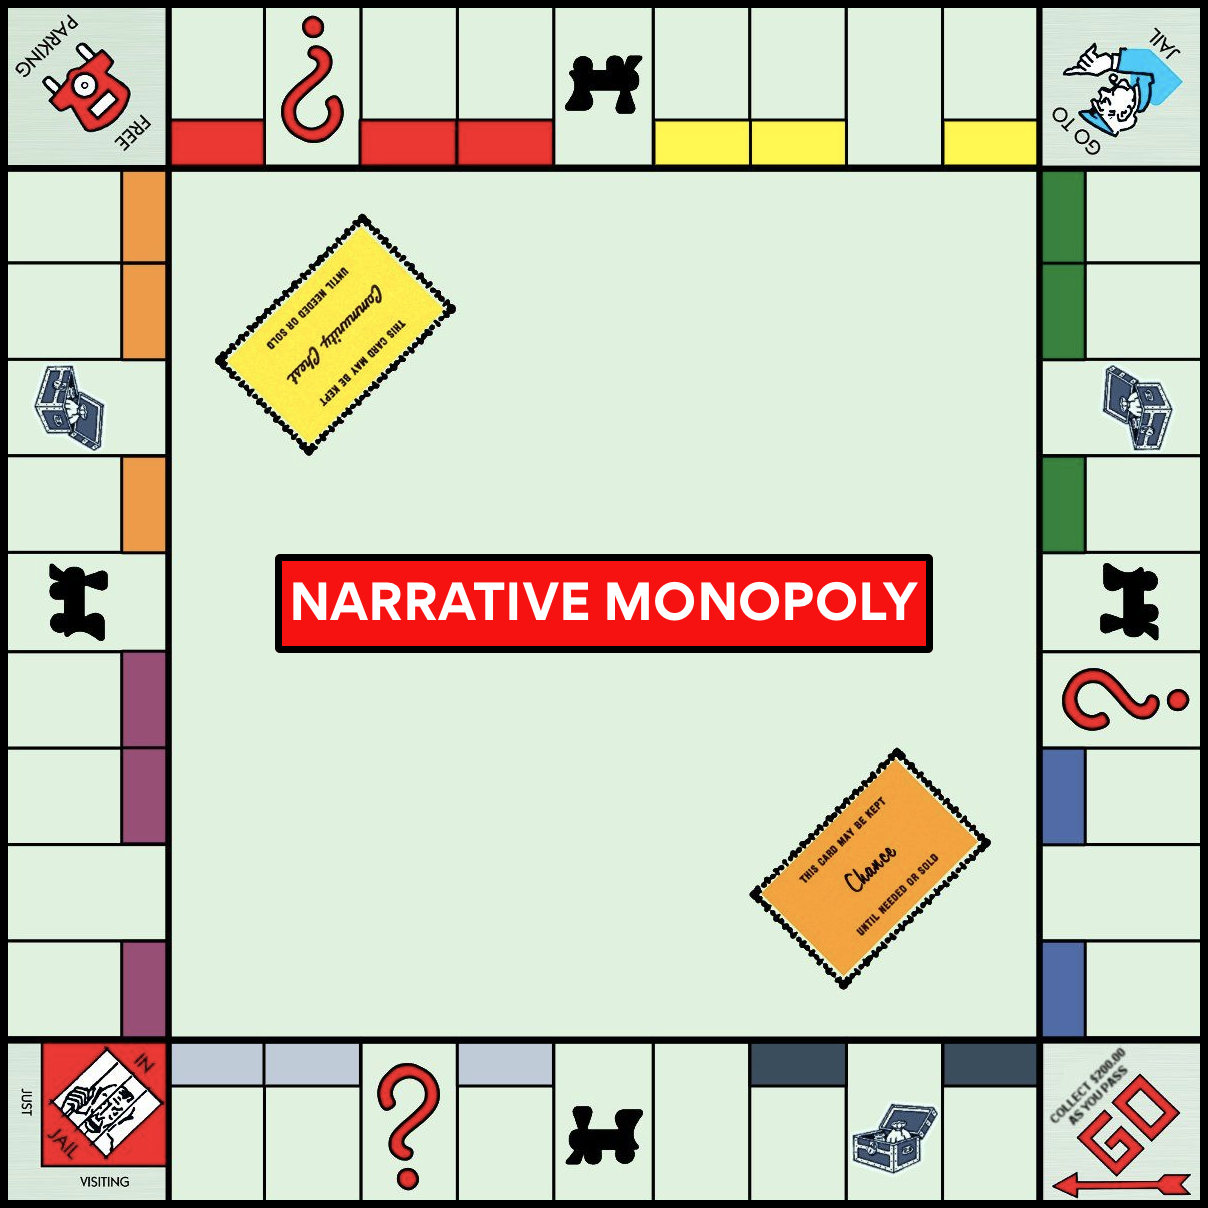 FREE
PARKING
GO TO
JAIL
THIS CARD MAY BE KEPT
Community Chest
UNTIL NEEDED OR SOLD
NARRATIVE MONOPOLY
THIS CARD MAY BE KEPT
Chance
UNTIL NEEDED OR SOLD
IN
JAIL
JUST
VISITING
COLLECT $200.00
AS YOU PASS
GO